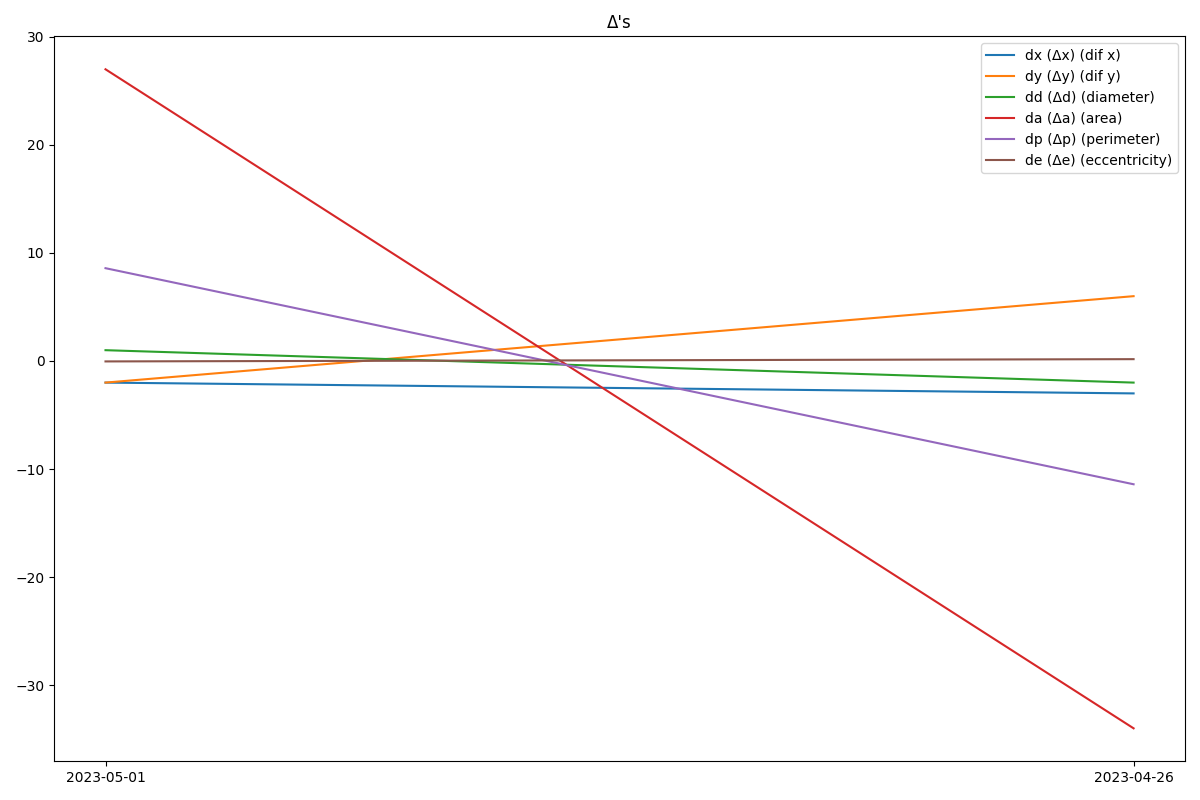 Δ's
30
20
10
0
−10
−20
−30
2023-05-01
2023-04-26
dx (Δx) (dif x)
dy (Δy) (dif y)
dd (Δd) (diameter)
da (Δa) (area)
dp (Δp) (perimeter)
de (Δe) (eccentricity)